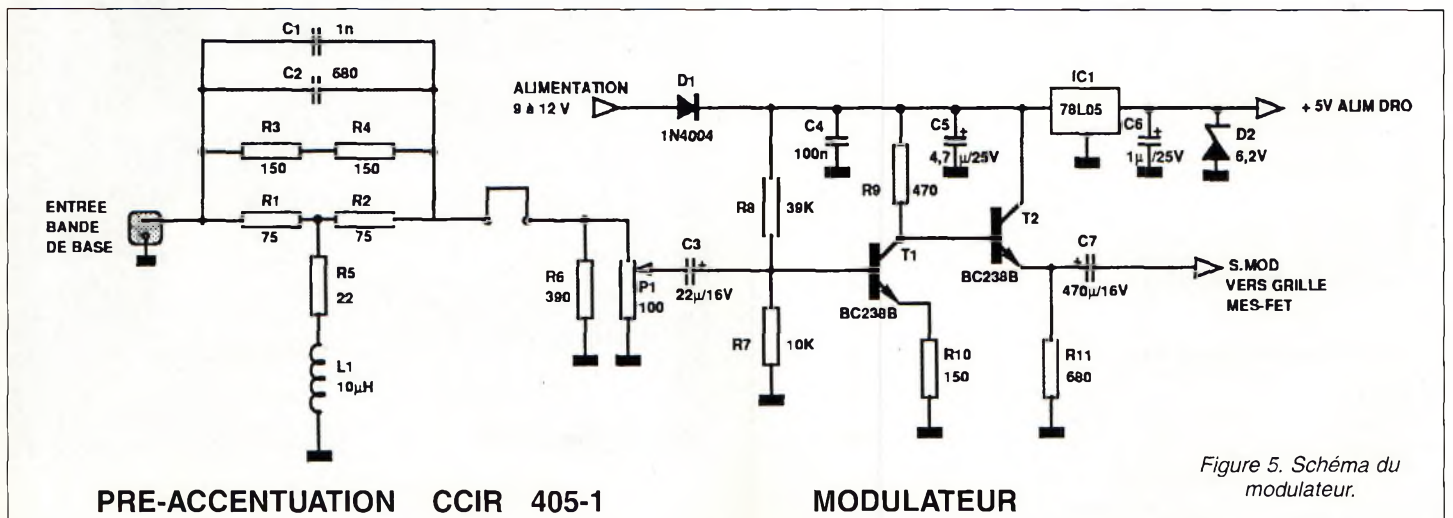 C1 1n
C2 680
R3 R4
150 150
R1 R2
75 75
ENTREE
BANDE
DE BASE
R5
22
L1
10µH
ALIMENTATION
9 à 12 V
D1
1N4004
C4
100n
R9 470
C5 +
4,7 µ/25V
IC1
78L05
C6 +
1µ /25V
D2
6,2V
+ 5V ALIM DRO
R8 39K
R6
390
P1
100
C3 +
22µ/16V
R7 10K
T1
BC238B
T2
BC238B
R10
150
R11
680
+ C7
470µ/16V
S.MOD
VERS GRILLE
MES-FET
PRE-ACCENTUATION CCIR 405-1
MODULATEUR
Figure 5. Schéma du
modulateur.